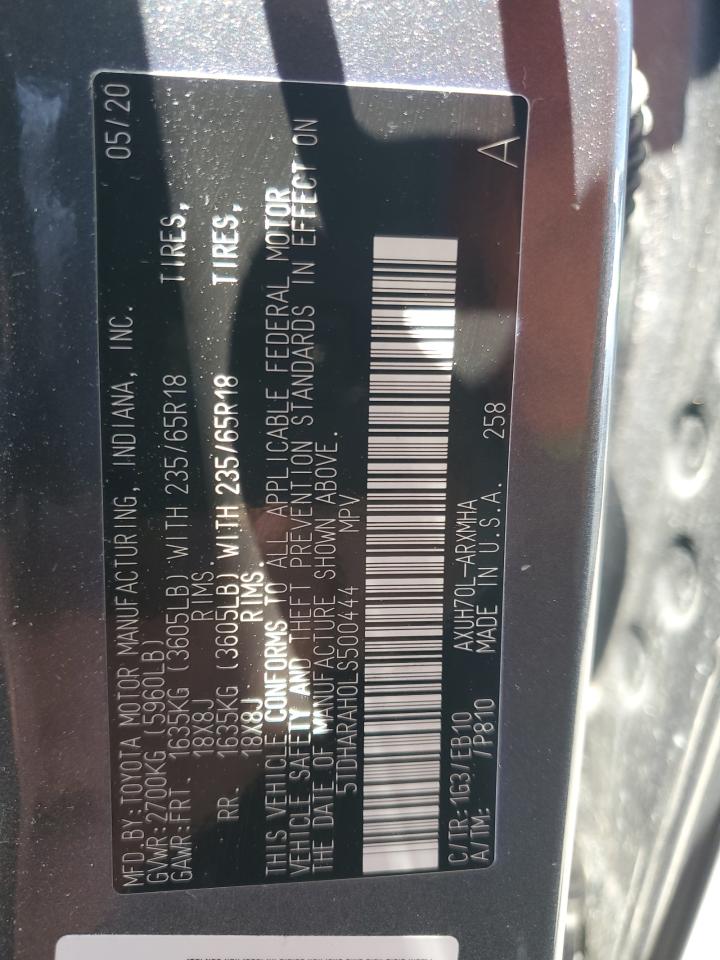 MFD.BY:TOYOTA MOTOR MANUFACTURING, INDIANA, INC. 05/20
GVWR:2700KG (5960LB)
GAWR:FRT. 1635KG (3605LB) WITH 235/65R18 TIRES,
18X8J RIMS.
RR. 1635KG (3605LB) WITH 235/65R18 TIRES,
18X8J RIMS.
THIS VEHICLE CONFORMS TO ALL APPLICABLE FEDERAL MOTOR
VEHICLE SAFETY AND THEFT PREVENTION STANDARDS IN EFFECT ON
THE DATE OF MANUFACTURE SHOWN ABOVE.
5TDHARAH0LS500444 MPV
A
C/TR:1G3/EB10 AXUH70L-ARXMHA
A/TM: /P810 MADE IN U.S.A. 258